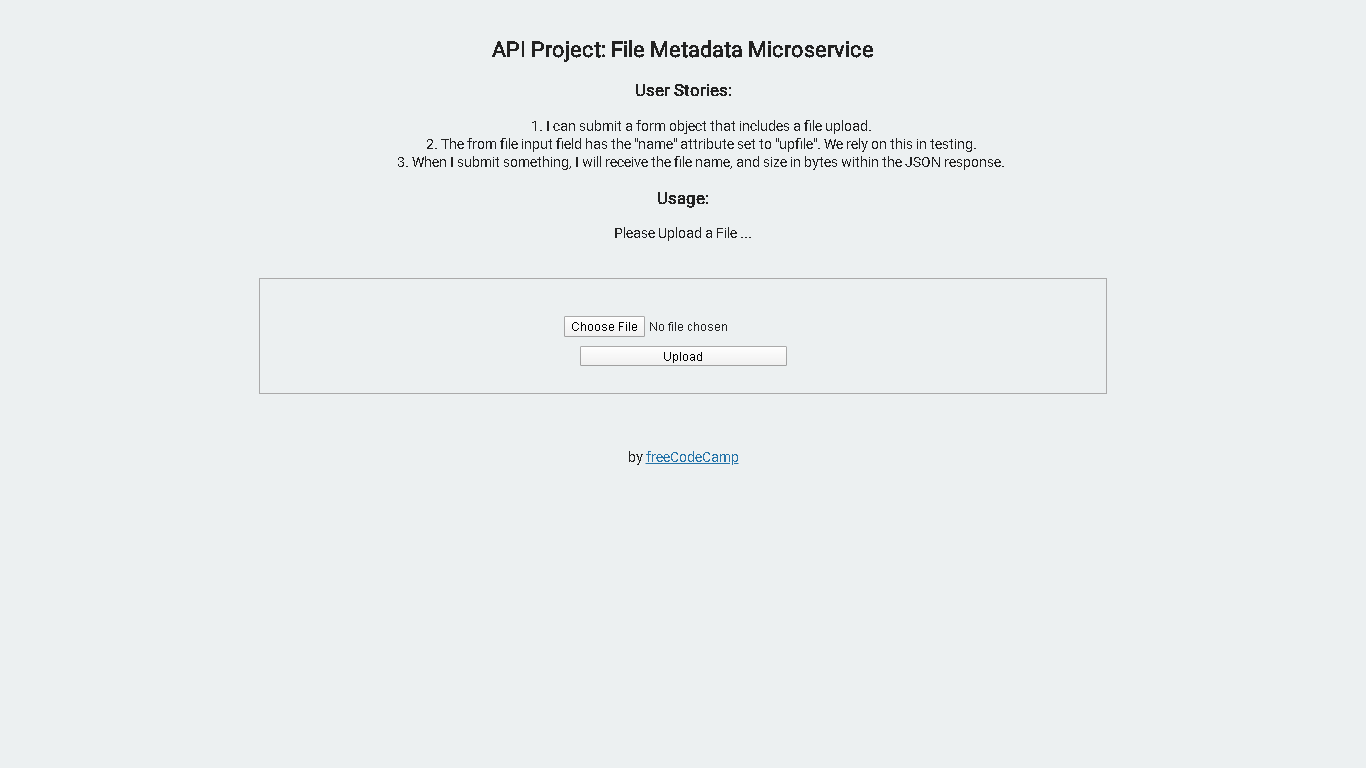 API Project: File Metadata Microservice
User Stories:
1. I can submit a form object that includes a file upload.
2. The from file input field has the "name" attribute set to "upfile". We rely on this in testing.
3. When I submit something, I will receive the file name, and size in bytes within the JSON response.
Usage:
Please Upload a File ...
Choose File No file chosen
Upload
by freeCodeCamp